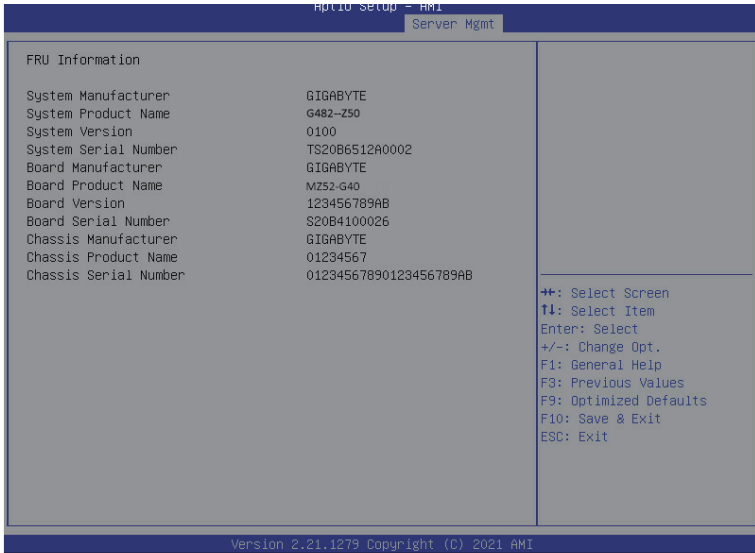 Aptio Setup – AMI
Server Mgmt
FRU Information
System Manufacturer GIGABYTE
System Product Name G482--Z50
System Version 0100
System Serial Number TS20B6512A0002
Board Manufacturer GIGABYTE
Board Product Name MZ52-G40
Board Version 123456789AB
Board Serial Number S20B4100026
Chassis Manufacturer GIGABYTE
Chassis Product Name 01234567
Chassis Serial Number 01234567890123456789AB
→←: Select Screen
↑↓: Select Item
Enter: Select
+/-: Change Opt.
F1: General Help
F3: Previous Values
F9: Optimized Defaults
F10: Save & Exit
ESC: Exit
Version 2.21.1279 Copyright (C) 2021 AMI